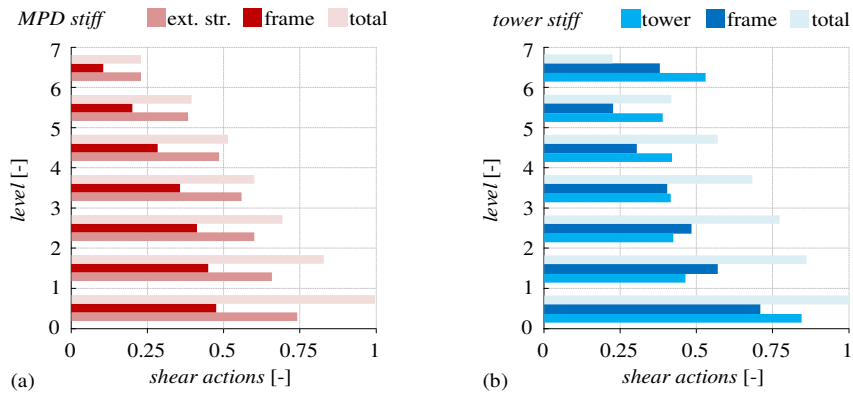 MPD stiff ext. str. frame total
7
6
5
4
3
2
1
0
level [-]
0 0.25 0.5 0.75 1
(a) shear actions [-]
tower stiff tower frame total
7
6
5
4
3
2
1
0
level [-]
0 0.25 0.5 0.75 1
(b) shear actions [-]